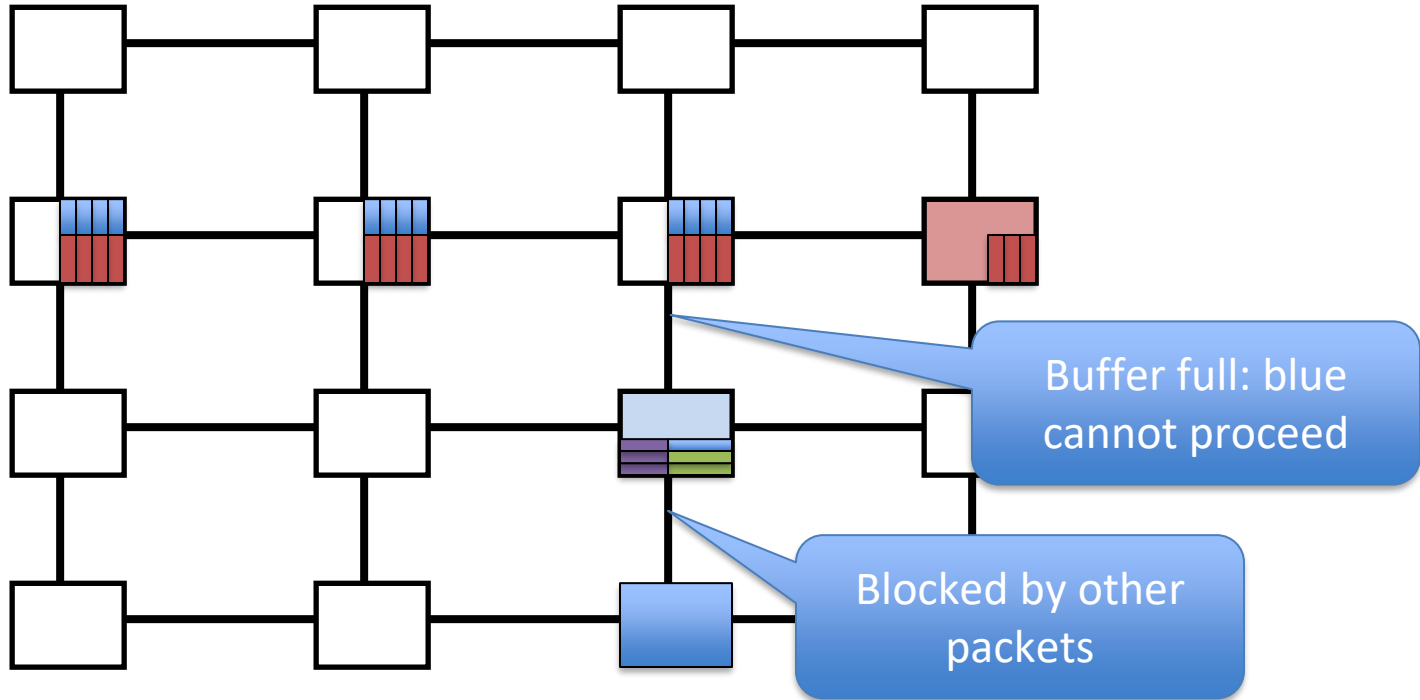 Buffer full: blue
cannot proceed
Blocked by other
packets